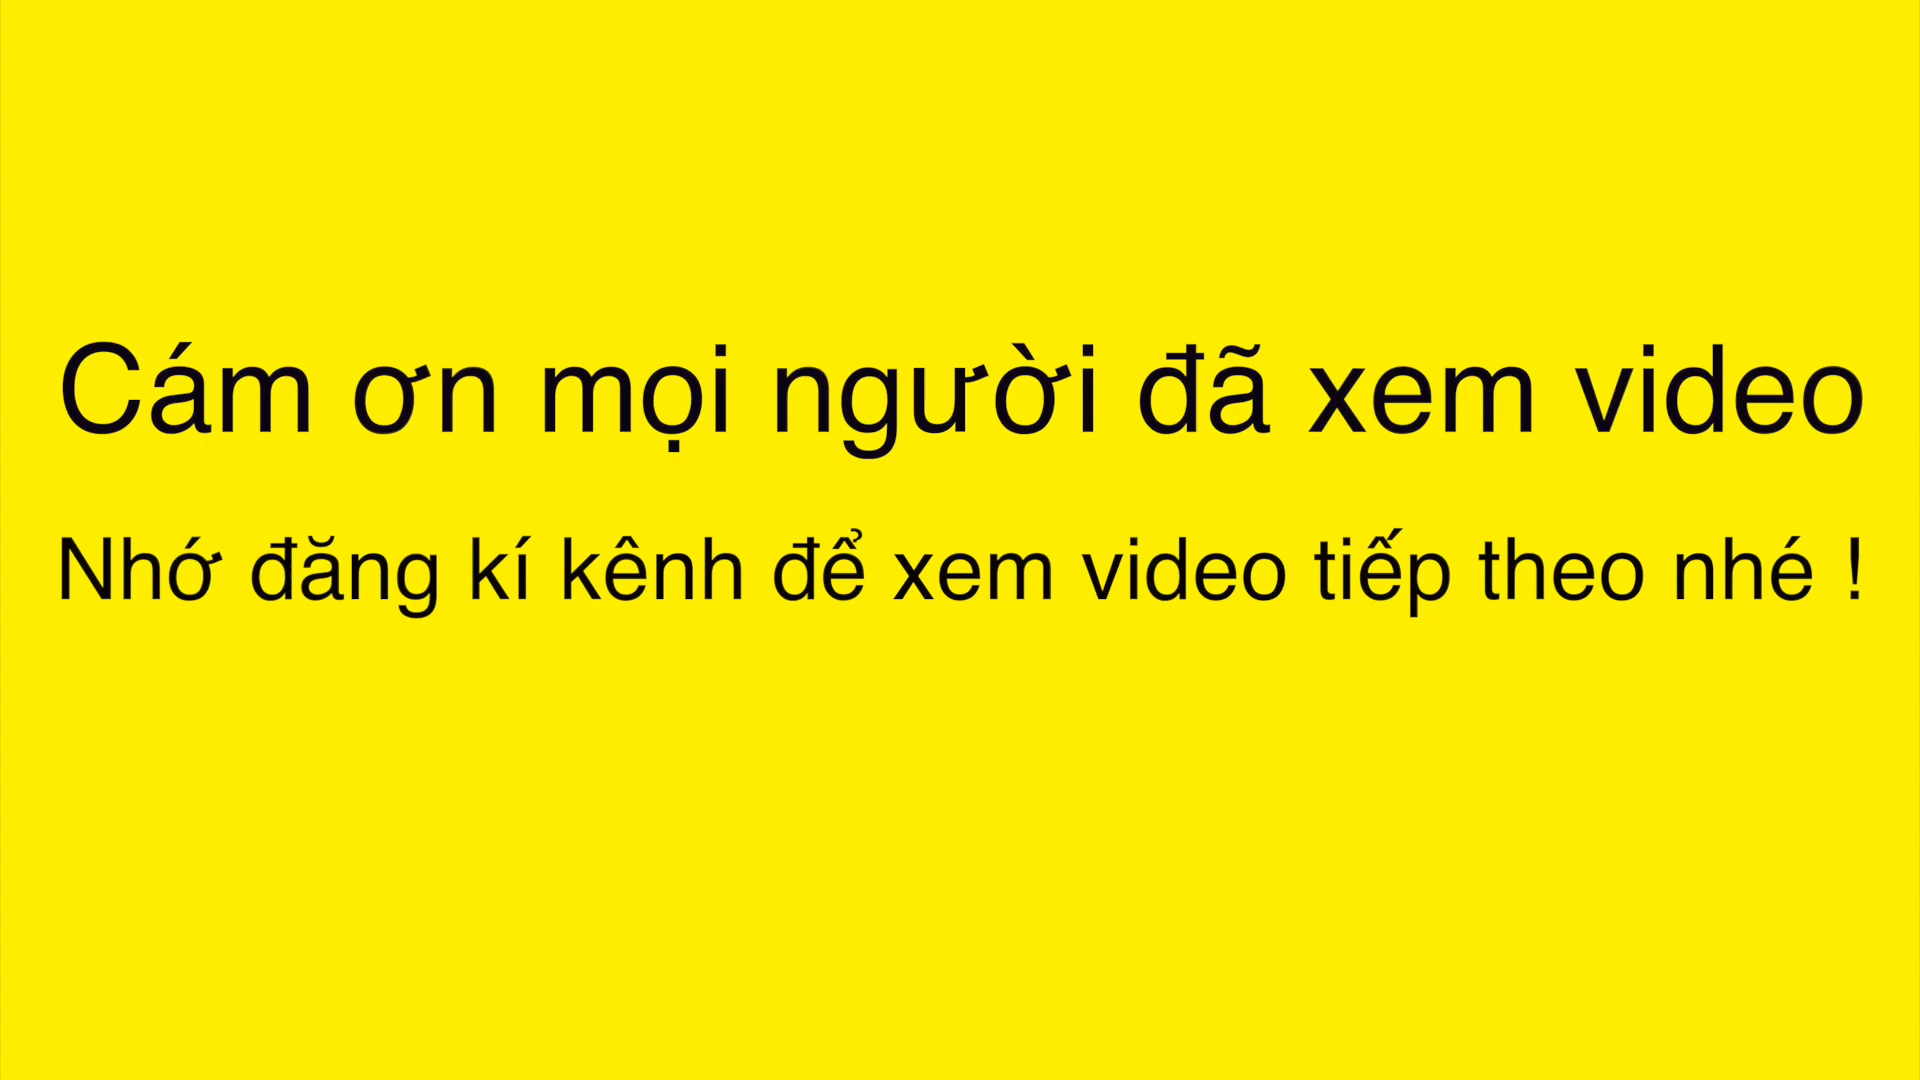 Cám ơn mọi người đã xem video
Nhớ đăng kí kênh để xem video tiếp theo nhé !